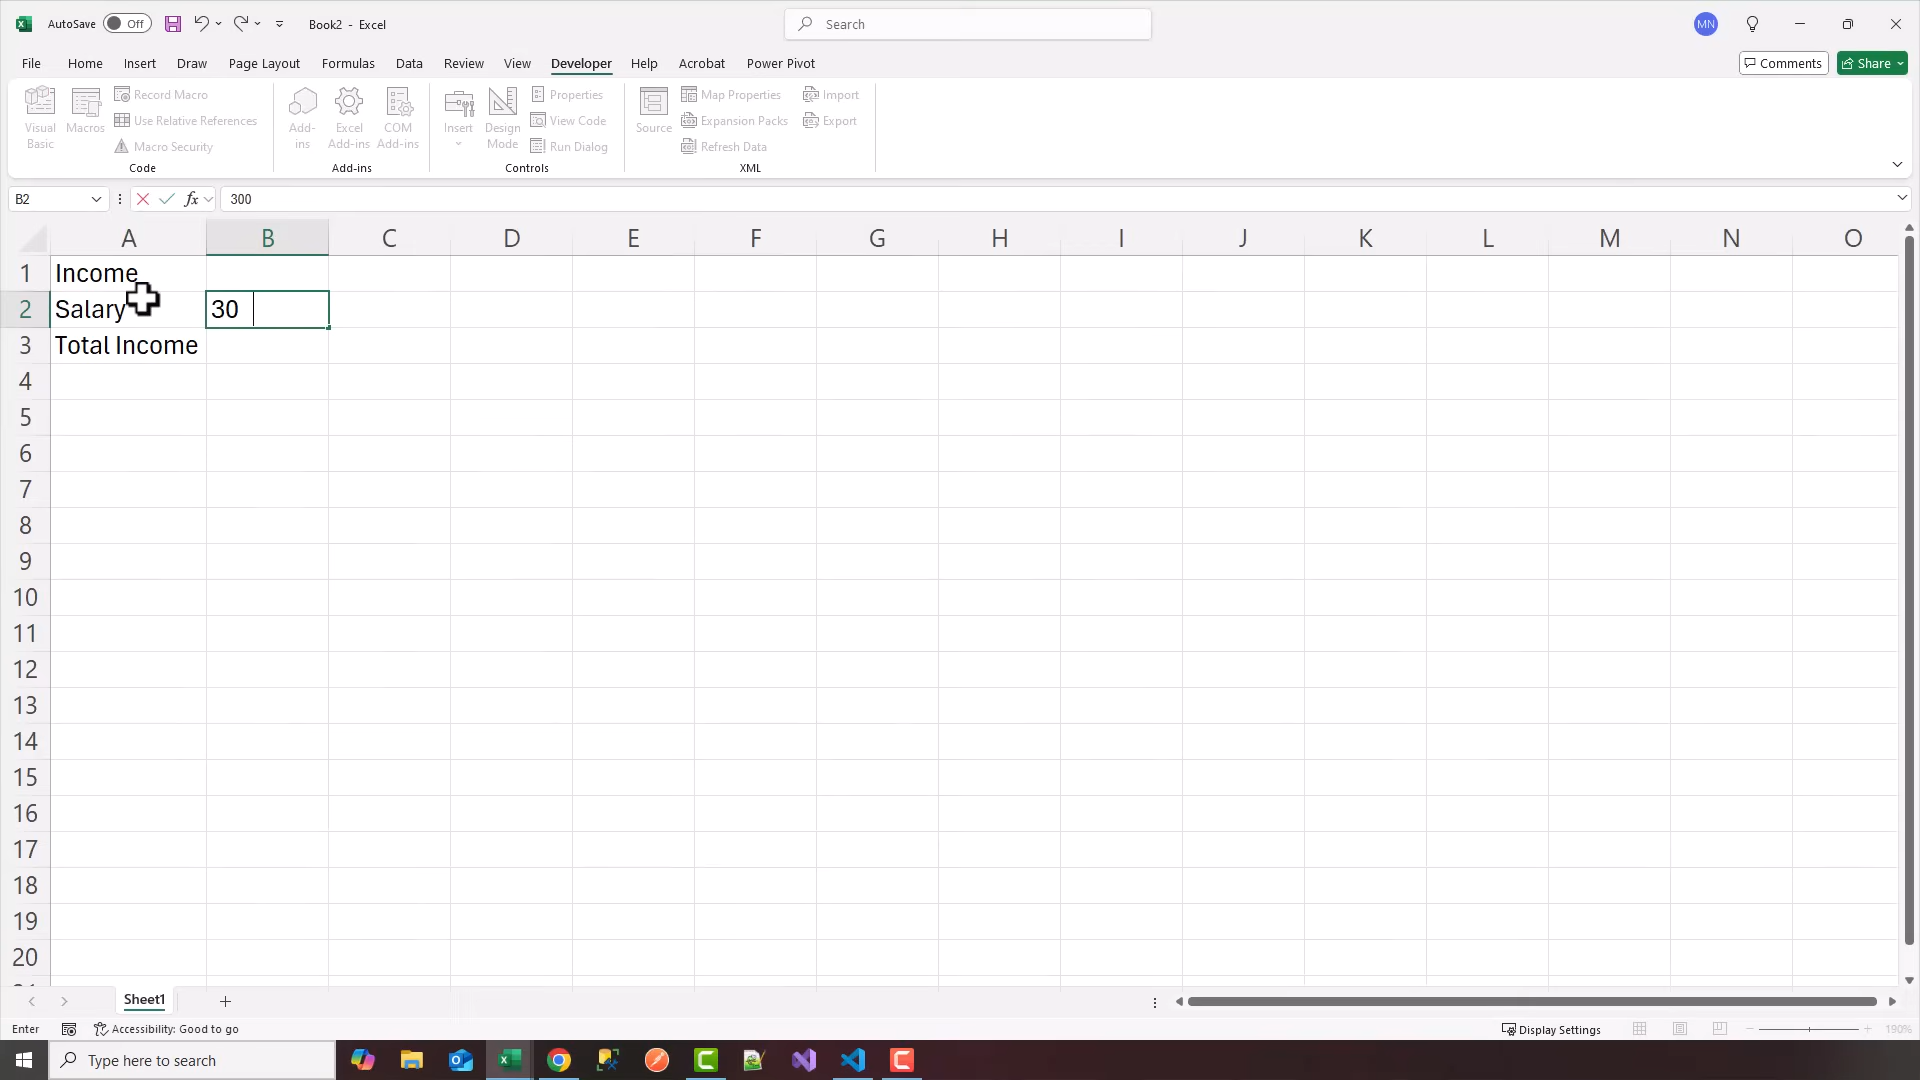 AutoSave Off Book2 - Excel Search MN
File Home Insert Draw Page Layout Formulas Data Review View Developer Help Acrobat Power Pivot Comments Share
Visual Basic
Macros
Record Macro
Use Relative References
Macro Security
Code
Add-ins
Excel Add-ins
COM Add-ins
Add-ins
Insert
Design Mode
Properties
View Code
Run Dialog
Controls
Source
Map Properties
Expansion Packs
Refresh Data
Import
Export
XML
B2 fx 300
A B C D E F G H I J K L M N O
1 Income
2 Salary 30
3 Total Income
4
5
6
7
8
9
10
11
12
13
14
15
16
17
18
19
20
Sheet1
Enter Accessibility: Good to go Display Settings 190%
Type here to search